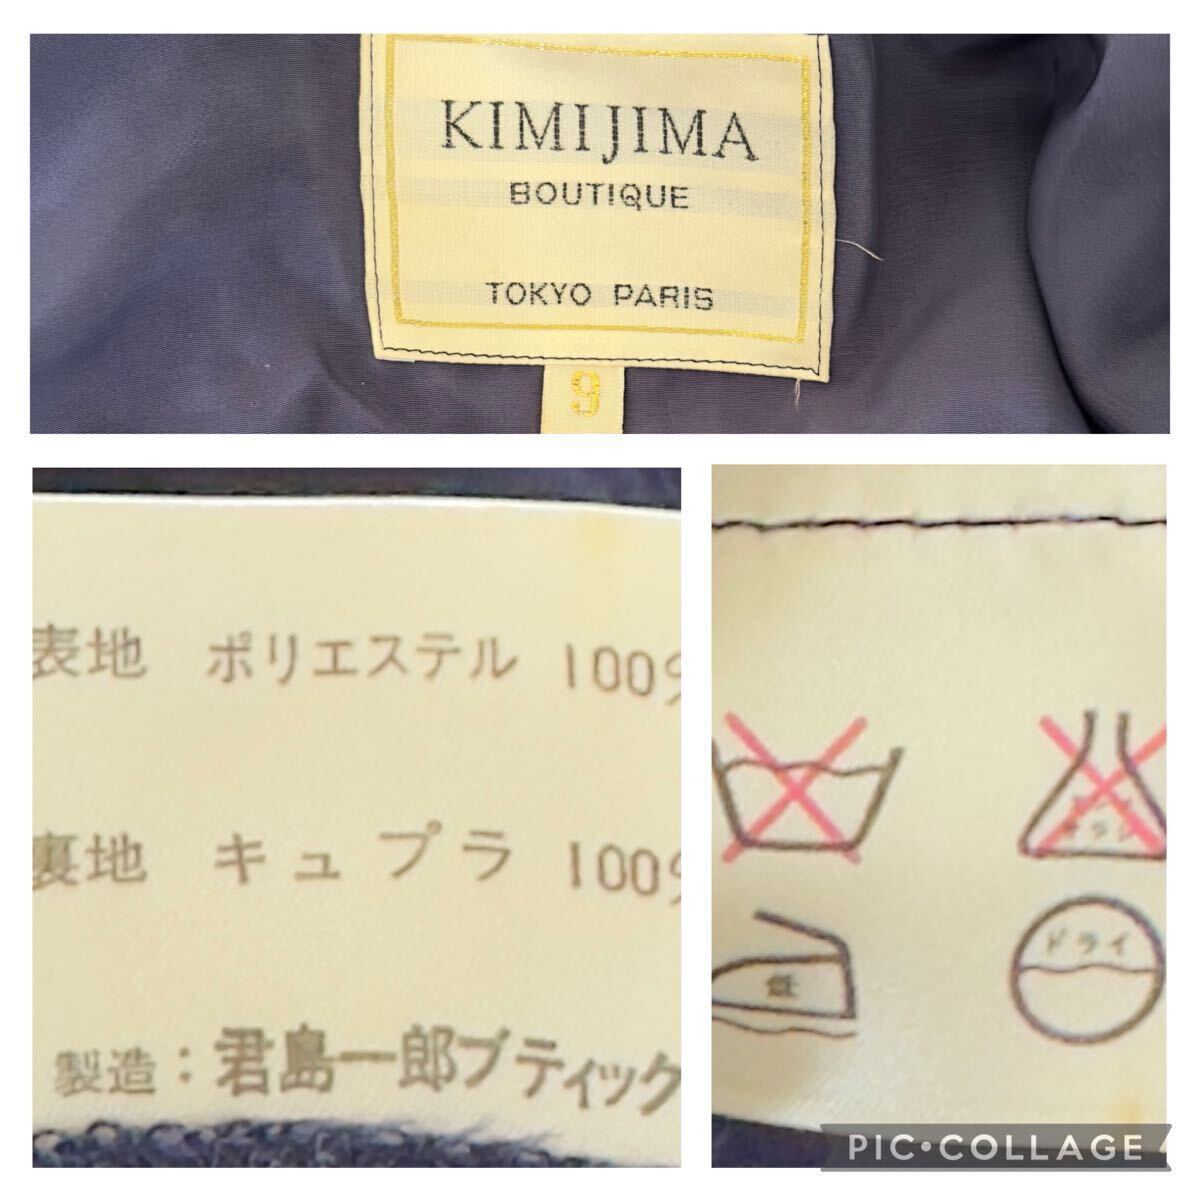 KIMIJIMA
BOUTIQUE
TOKYO PARIS
9
表地 ポリエステル 100%
裏地 キュプラ 100%
製造：君島一郎ブティック
低
ドライ
PIC•COLLAGE